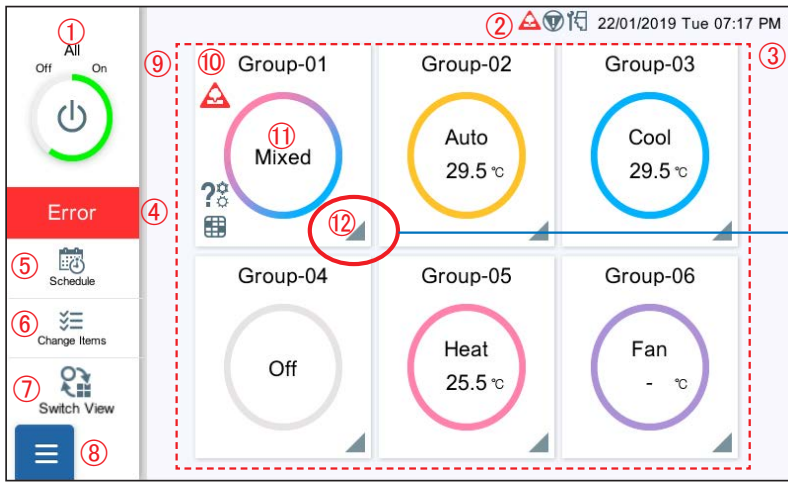 ①
All
Off On
Error
④
⑤
Schedule
⑥
Change Items
⑦
Switch View
⑧
② 22/01/2019 Tue 07:17 PM
③
⑨
⑩
Group-01
⑪
Mixed
?
⑫
Group-02
Auto
29.5 ℃
Group-03
Cool
29.5 ℃
Group-04
Off
Group-05
Heat
25.5 ℃
Group-06
Fan
- ℃